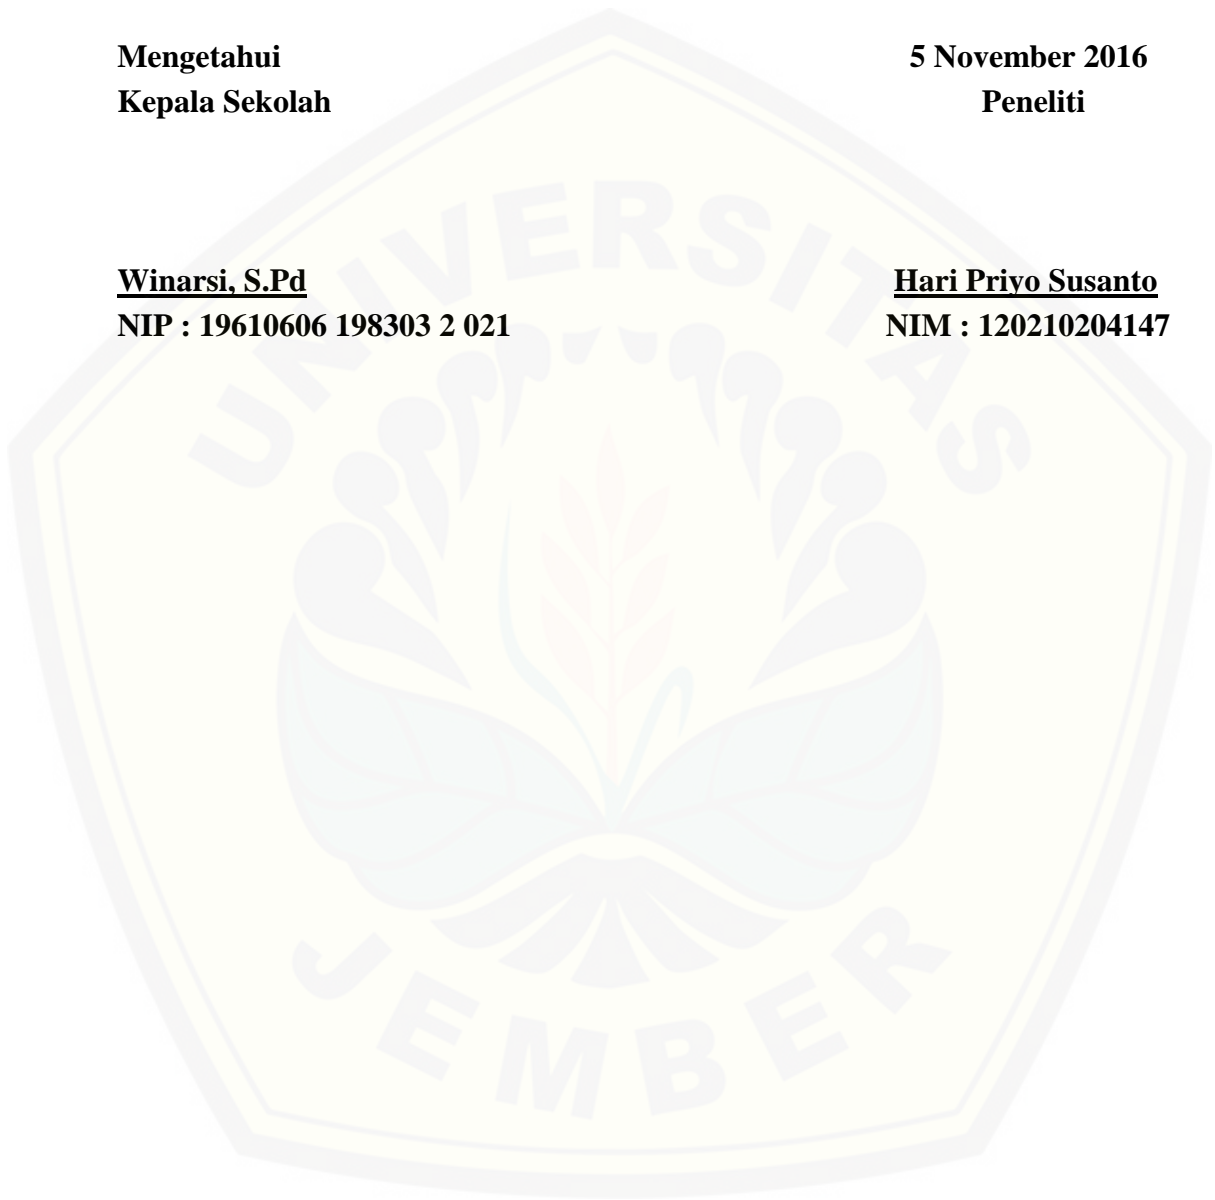 Mengetahui
Kepala Sekolah
5 November 2016
Peneliti
Winarsi, S.Pd
NIP : 19610606 198303 2 021
Hari Priyo Susanto
NIM : 120210204147
UNIVERSITAS
JEMBER